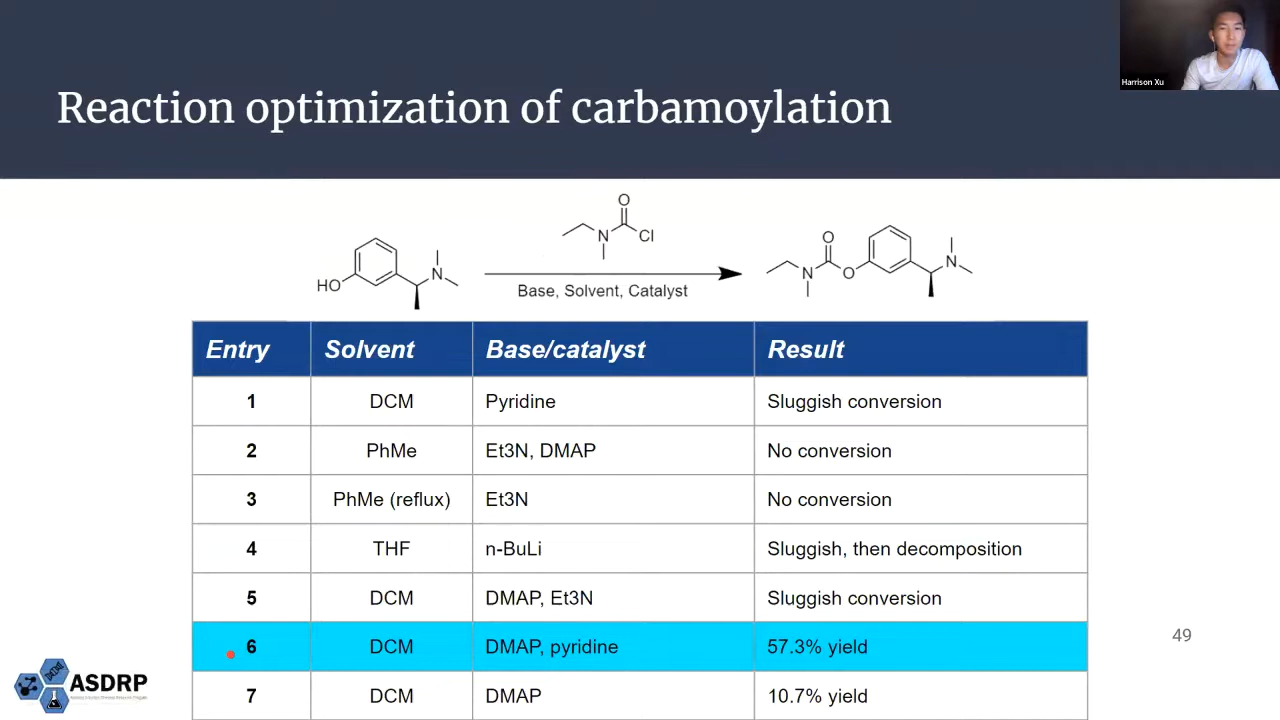 Harrison Xu
Reaction optimization of carbamoylation
O
N
Cl
HO
N
Base, Solvent, Catalyst
O
N
O
N
Entry Solvent Base/catalyst Result
1 DCM Pyridine Sluggish conversion
2 PhMe Et3N, DMAP No conversion
3 PhMe (reflux) Et3N No conversion
4 THF n-BuLi Sluggish, then decomposition
5 DCM DMAP, Et3N Sluggish conversion
6 DCM DMAP, pyridine 57.3% yield
7 DCM DMAP 10.7% yield
49
ASDRP